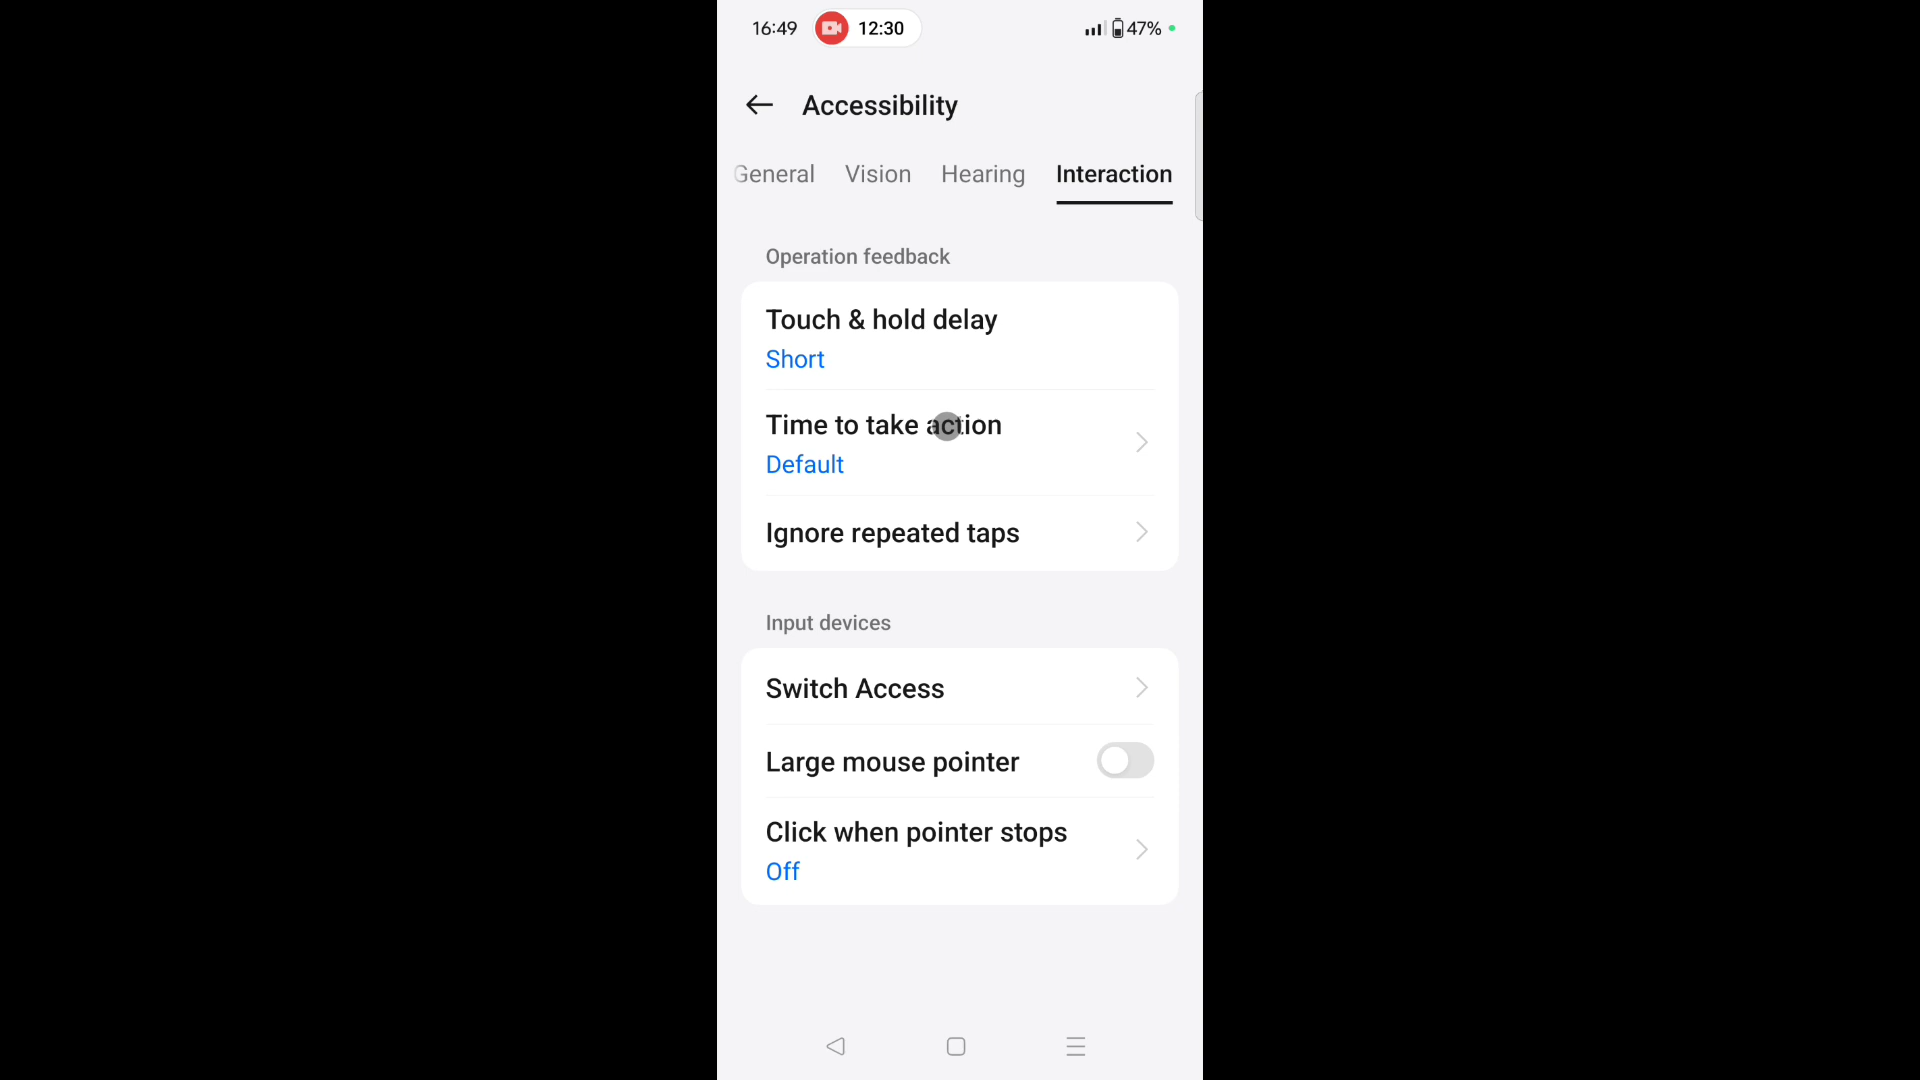 16:49 12:30 47%
Accessibility
General Vision Hearing Interaction
Operation feedback
Touch & hold delay
Short
Time to take action
Default
Ignore repeated taps
Input devices
Switch Access
Large mouse pointer
Click when pointer stops
Off